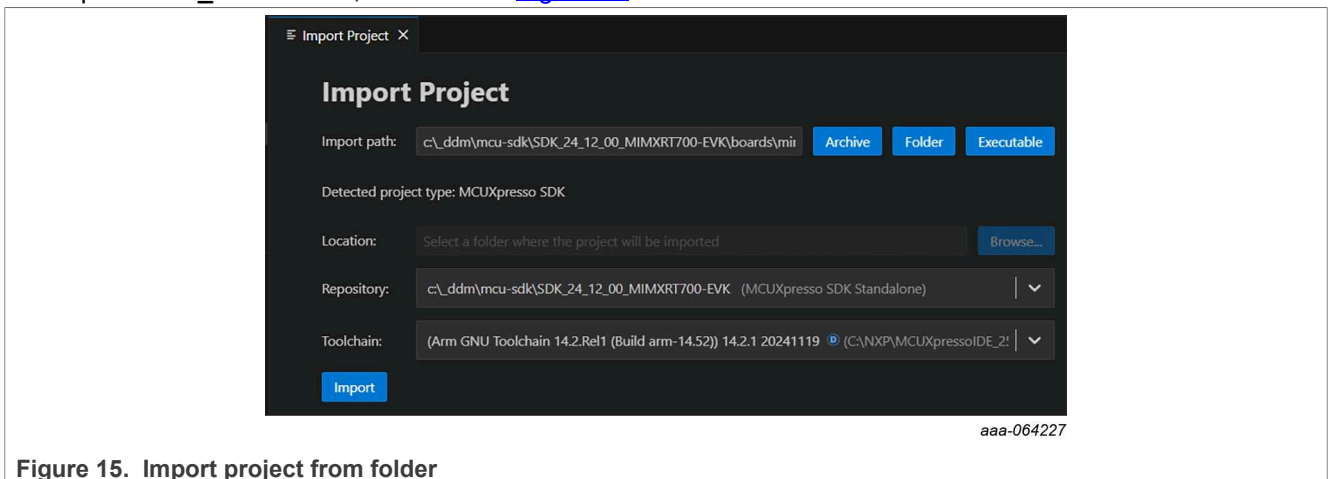 Import Project
Import Project
Import path: c:\_ddm\mcu-sdk\SDK_24_12_00_MIMXRT700-EVK\boards\mi Archive Folder Executable
Detected project type: MCUXpresso SDK
Location: Select a folder where the project will be imported Browse...
Repository: c:\_ddm\mcu-sdk\SDK_24_12_00_MIMXRT700-EVK (MCUXpresso SDK Standalone)
Toolchain: (Arm GNU Toolchain 14.2.Rel1 (Build arm-14.52)) 14.2.1 20241119 (C:\NXP\MCUXpressoIDE_2
Import
aaa-064227
Figure 15. Import project from folder